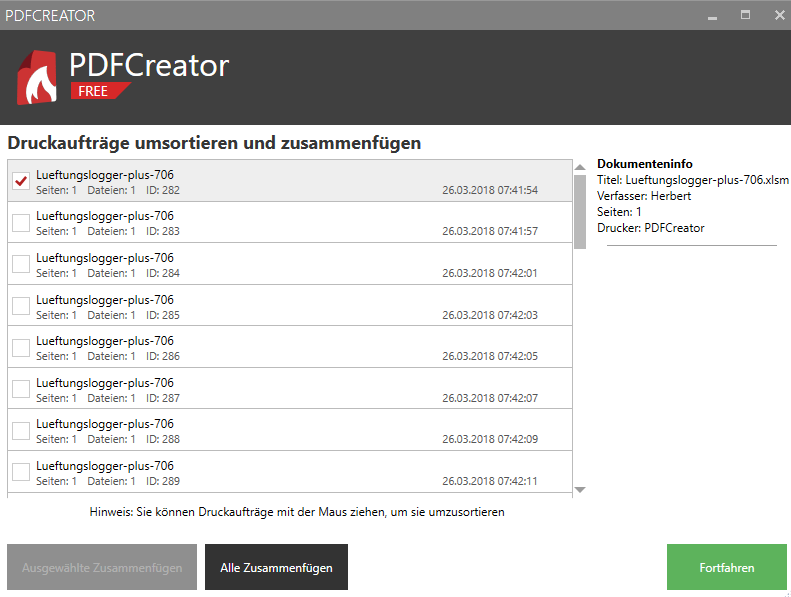 PDFCREATOR
PDFCreator
FREE
Druckaufträge umsortieren und zusammenfügen
Lueftungslogger-plus-706
Seiten: 1 Dateien: 1 ID: 282 26.03.2018 07:41:54
Lueftungslogger-plus-706
Seiten: 1 Dateien: 1 ID: 283 26.03.2018 07:41:57
Lueftungslogger-plus-706
Seiten: 1 Dateien: 1 ID: 284 26.03.2018 07:42:01
Lueftungslogger-plus-706
Seiten: 1 Dateien: 1 ID: 285 26.03.2018 07:42:03
Lueftungslogger-plus-706
Seiten: 1 Dateien: 1 ID: 286 26.03.2018 07:42:05
Lueftungslogger-plus-706
Seiten: 1 Dateien: 1 ID: 287 26.03.2018 07:42:07
Lueftungslogger-plus-706
Seiten: 1 Dateien: 1 ID: 288 26.03.2018 07:42:09
Lueftungslogger-plus-706
Seiten: 1 Dateien: 1 ID: 289 26.03.2018 07:42:11
Dokumenteninfo
Titel: Lueftungslogger-plus-706.xlsm
Verfasser: Herbert
Seiten: 1
Drucker: PDFCreator
Hinweis: Sie können Druckaufträge mit der Maus ziehen, um sie umzusortieren
Ausgewählte Zusammenfügen
Alle Zusammenfügen
Fortfahren